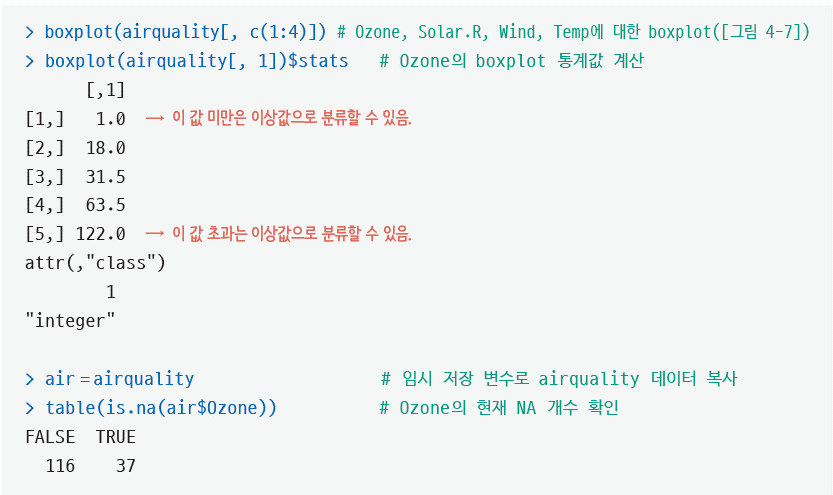 > boxplot(airquality[, c(1:4)]) # Ozone, Solar.R, Wind, Temp에 대한 boxplot([그림 4-7])
> boxplot(airquality[, 1])$stats # Ozone의 boxplot 통계값 계산
[,1]
[1,] 1.0 → 이 값 미만은 이상값으로 분류할 수 있음.
[2,] 18.0
[3,] 31.5
[4,] 63.5
[5,] 122.0 → 이 값 초과는 이상값으로 분류할 수 있음.
attr(,"class")
1
"integer"
> air = airquality # 임시 저장 변수로 airquality 데이터 복사
> table(is.na(air$Ozone)) # Ozone의 현재 NA 개수 확인
FALSE TRUE
116 37